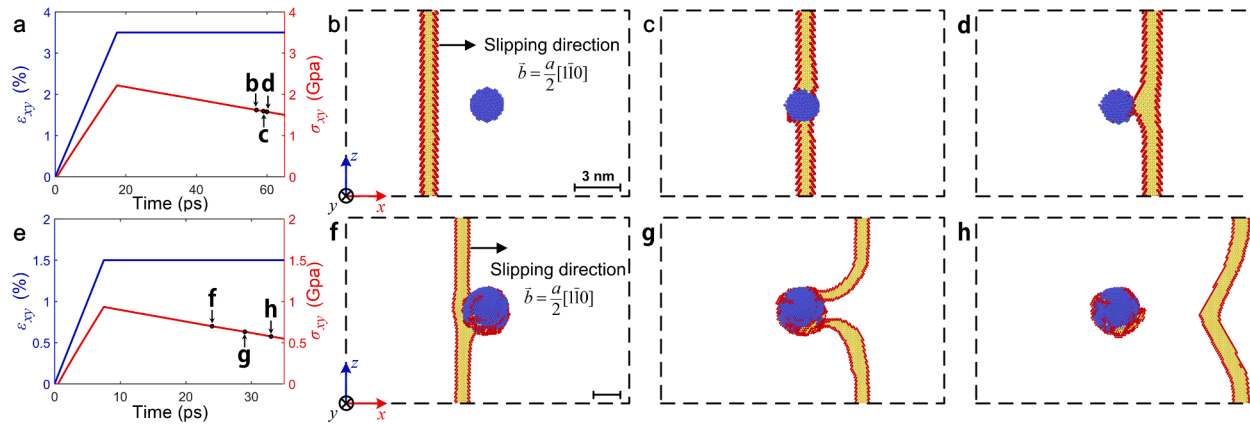 a
4
3
2
1
0
ε_xy (%)
b d
c
4
3
2
1
0
σ_xy (Gpa)
0 20 40 60
Time (ps)
b
Slipping direction
b⃗ = a/2 [11̄0]
z
y
x
3 nm
c
d
e
2
1.5
1
0.5
0
ε_xy (%)
f
g
h
2
1.5
1
0.5
0
σ_xy (Gpa)
0 10 20 30
Time (ps)
f
Slipping direction
b⃗ = a/2 [11̄0]
z
y
x
g
h